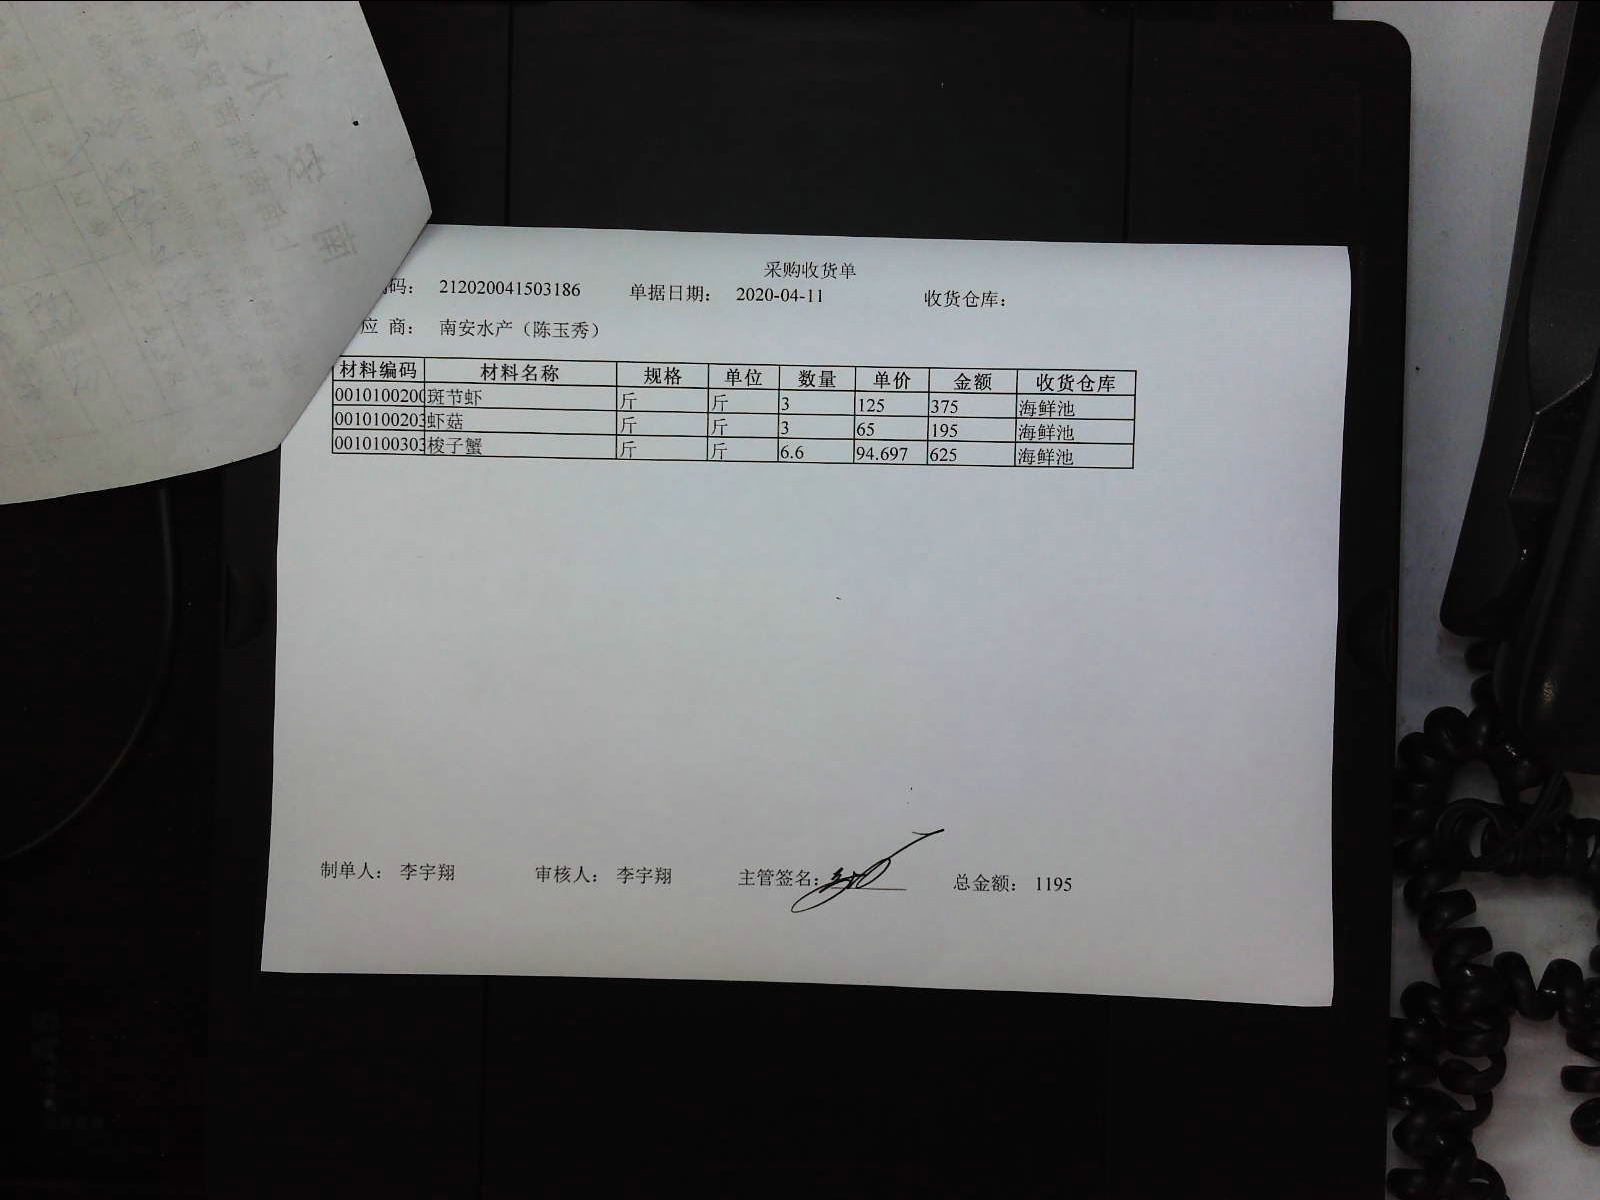 采购收货单
码： 212020041503186 单据日期： 2020-04-11 收货仓库：
应 商： 南安水产（陈玉秀）
材料编码 材料名称 规格 单位 数量 单价 金额 收货仓库
0010100200 斑节虾 斤 斤 3 125 375 海鲜池
0010100203 虾菇 斤 斤 3 65 195 海鲜池
0010100303 梭子蟹 斤 斤 6.6 94.697 625 海鲜池
制单人： 李宇翔 审核人： 李宇翔 主管签名： 总金额： 1195